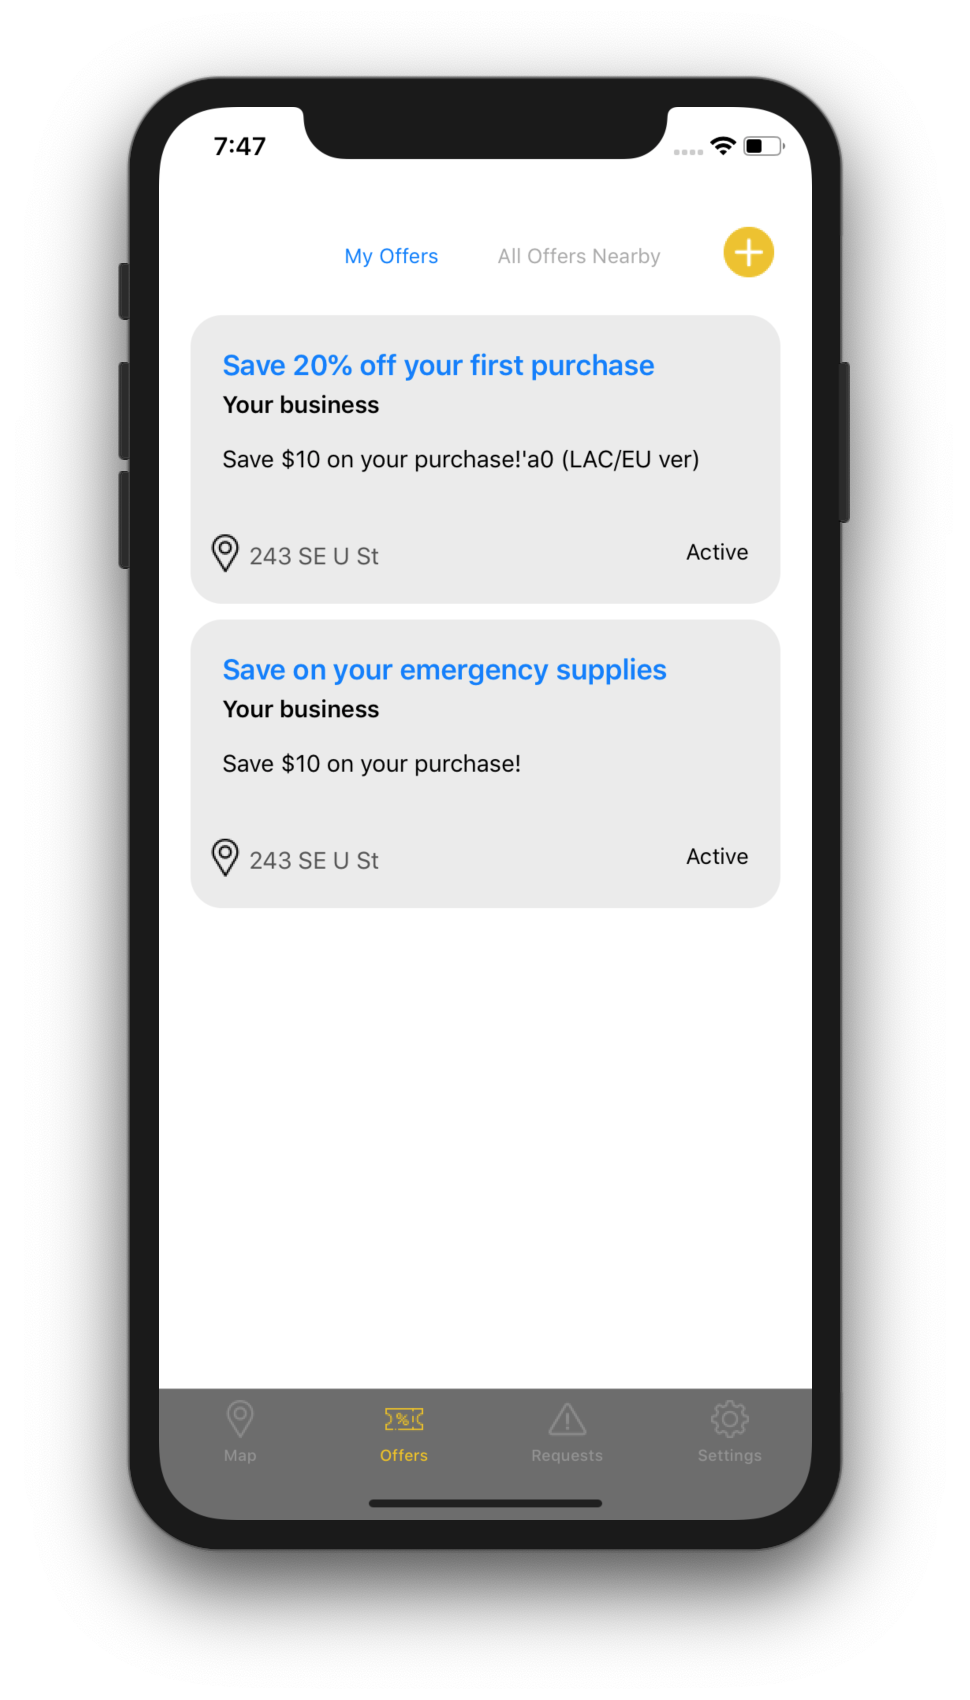 7:47
My Offers All Offers Nearby
Save 20% off your first purchase
Your business
Save $10 on your purchase!'a0 (LAC/EU ver)
243 SE U St Active
Save on your emergency supplies
Your business
Save $10 on your purchase!
243 SE U St Active
Map Offers Requests Settings